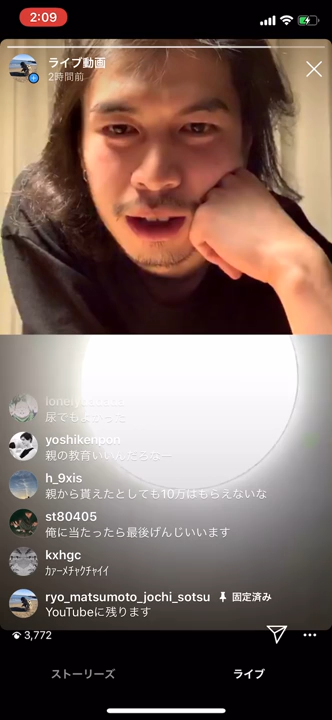 2:09
ライブ動画
2時間前
尿でもよかった
yoshikenpon
親の教育いいんだろなー
h_9xis
親から貰えたとしても10万はもらえないな
st80405
俺に当たったら最後げんじいいます
kxhgc
ｶｧｰﾒﾁｬｸﾁｬｲｲ
ryo_matsumoto_jochi_sotsu 固定済み
YouTubeに残ります
3,772
ストーリーズ ライブ